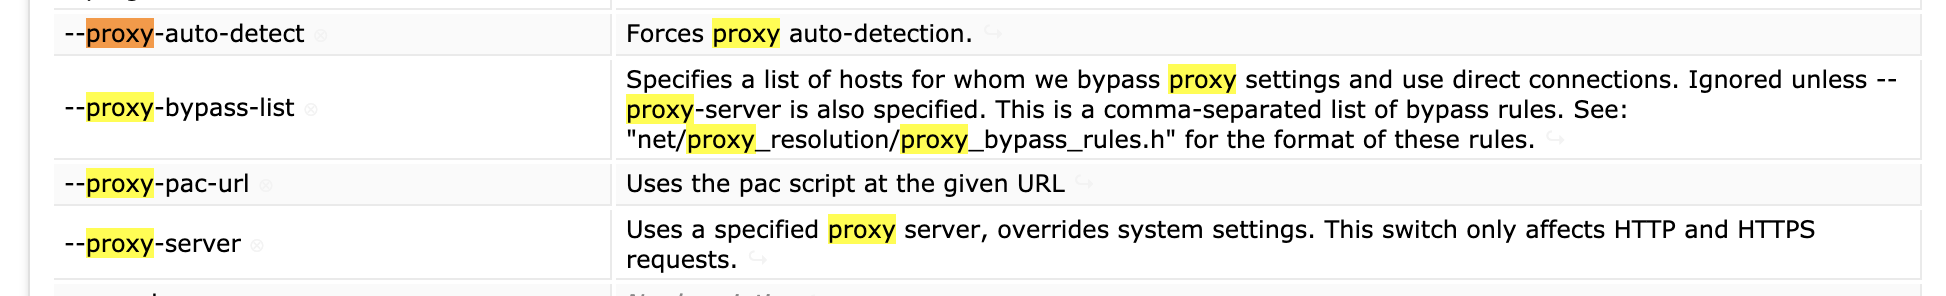 --proxy-auto-detect
Forces proxy auto-detection.
--proxy-bypass-list
Specifies a list of hosts for whom we bypass proxy settings and use direct connections. Ignored unless --
proxy-server is also specified. This is a comma-separated list of bypass rules. See:
"net/proxy_resolution/proxy_bypass_rules.h" for the format of these rules.
--proxy-pac-url
Uses the pac script at the given URL
--proxy-server
Uses a specified proxy server, overrides system settings. This switch only affects HTTP and HTTPS
requests.